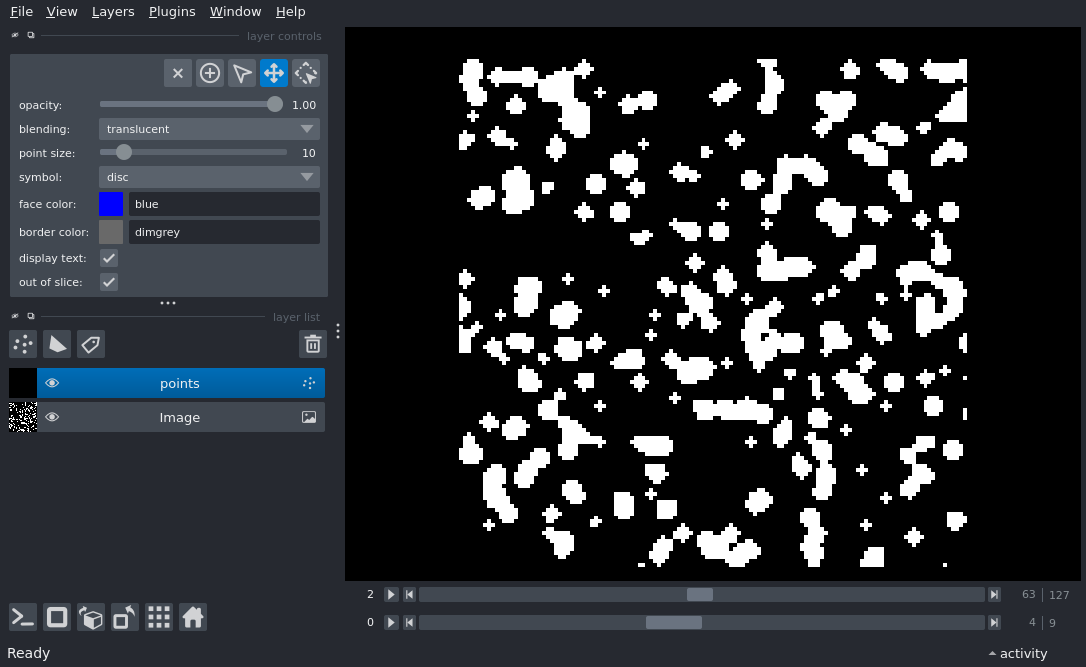 File View Layers Plugins Window Help
layer controls
opacity: 1.00
blending: translucent
point size: 10
symbol: disc
face color: blue
border color: dimgrey
display text:
out of slice:
layer list
points
Image
2 63 127
0 4 9
Ready activity